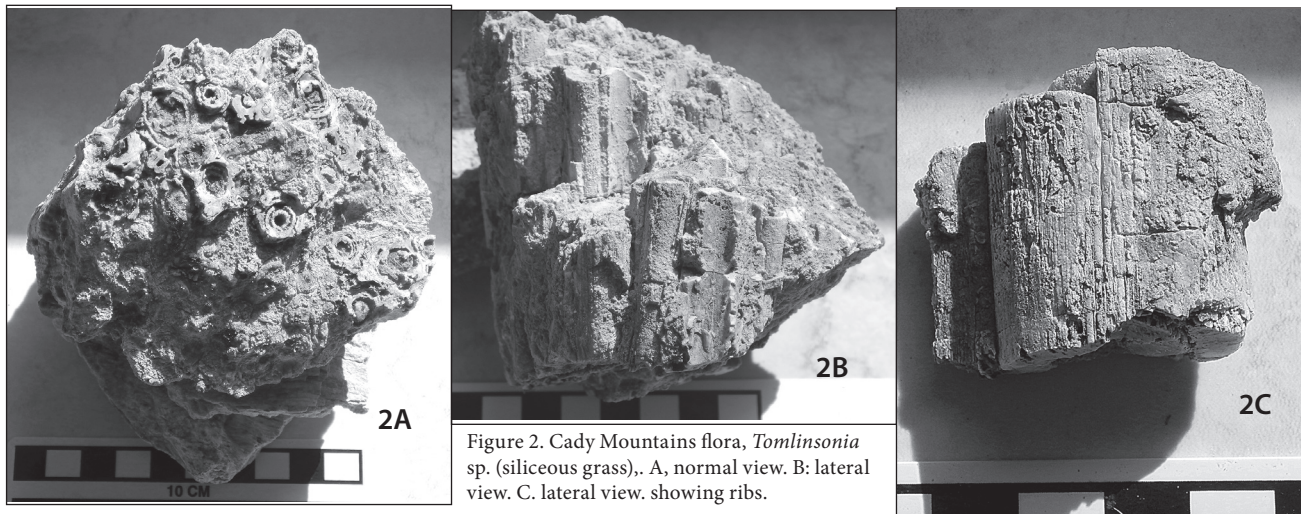 2A
10 CM
2B
Figure 2. Cady Mountains flora, Tomlinsonia
sp. (siliceous grass),. A, normal view. B: lateral
view. C. lateral view. showing ribs.
2C